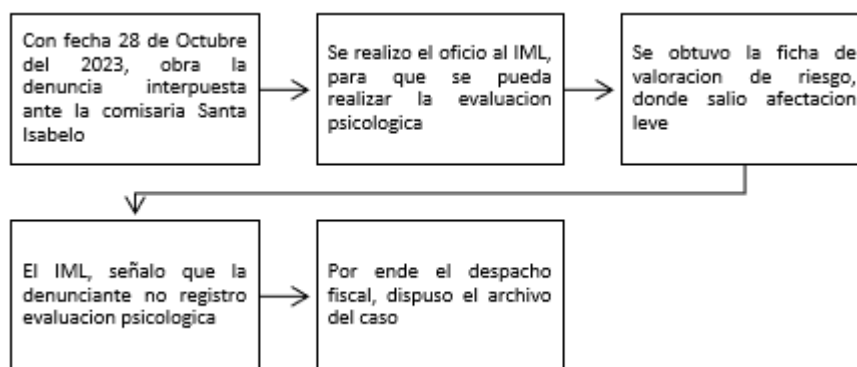 Con fecha 28 de Octubre
del 2023, obra la
denuncia interpuesta
ante la comisaria Santa
Isabelo
Se realizo el oficio al IML,
para que se pueda
realizar la evaluacion
psicologica
Se obtuvo la ficha de
valoracion de riesgo,
donde salio afectacion
leve
El IML, señalo que la
denunciante no registro
evaluacion psicologica
Por ende el despacho
fiscal, dispuso el archivo
del caso